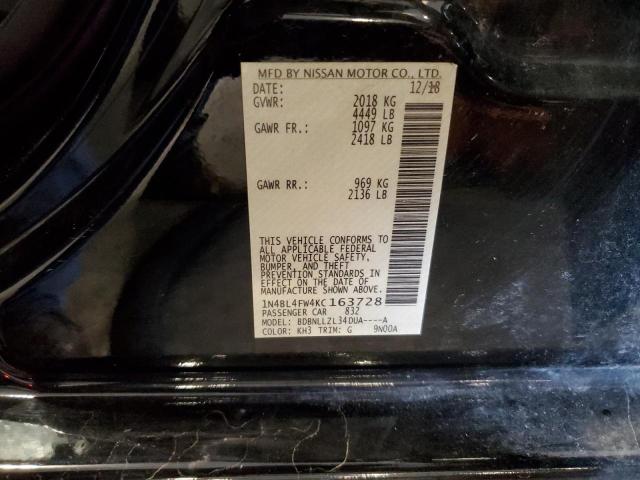 MFD BY NISSAN MOTOR CO., LTD.
DATE: 12/18
GVWR: 2018 KG
4449 LB
GAWR FR.: 1097 KG
2418 LB
GAWR RR.: 969 KG
2136 LB
THIS VEHICLE CONFORMS TO
ALL APPLICABLE FEDERAL
MOTOR VEHICLE SAFETY,
BUMPER, AND THEFT
PREVENTION STANDARDS IN
EFFECT ON THE DATE OF
MANUFACTURE SHOWN ABOVE.
1N4BL4FW4KC163728
PASSENGER CAR 832
MODEL: BDBNLLZL34DUA----A
COLOR: KH3 TRIM: G 9N00A